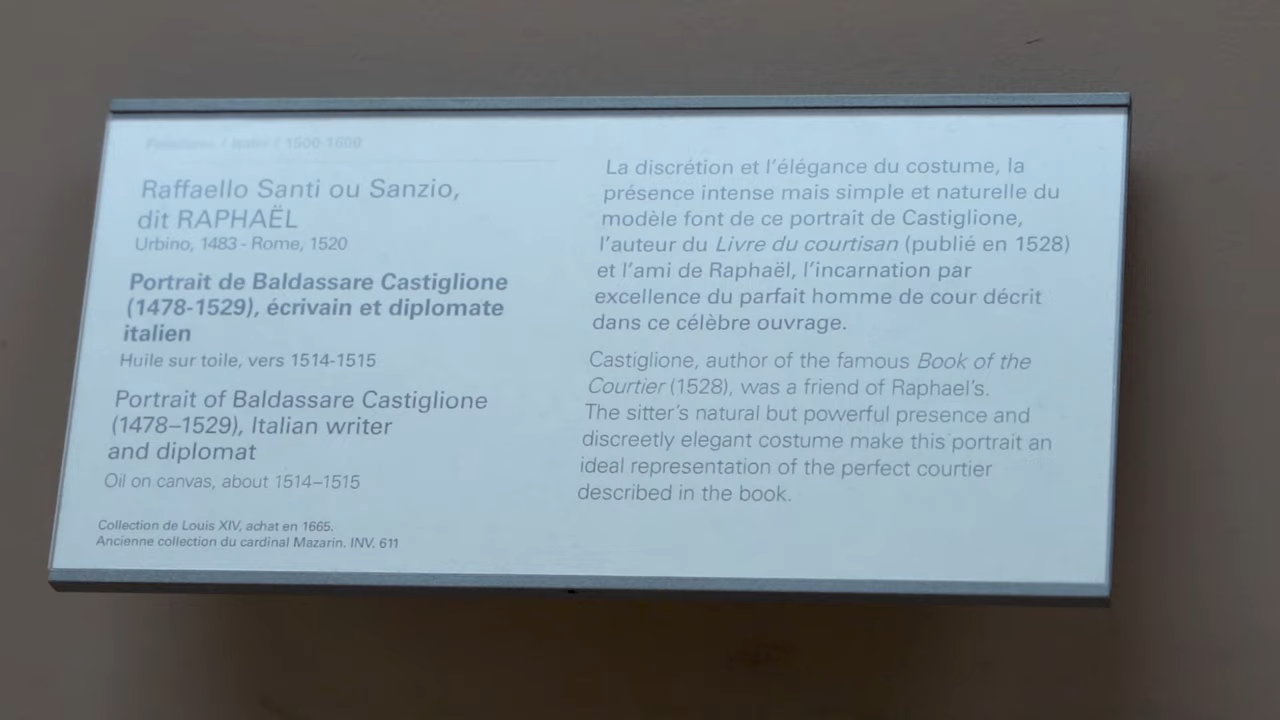 Peintures / Italie / 1500-1600
Raffaello Santi ou Sanzio,
dit RAPHAËL
Urbino, 1483 - Rome, 1520
Portrait de Baldassare Castiglione
(1478-1529), écrivain et diplomate
italien
Huile sur toile, vers 1514-1515
Portrait of Baldassare Castiglione
(1478–1529), Italian writer
and diplomat
Oil on canvas, about 1514–1515
Collection de Louis XIV, achat en 1665.
Ancienne collection du cardinal Mazarin. INV. 611
La discrétion et l'élégance du costume, la
présence intense mais simple et naturelle du
modèle font de ce portrait de Castiglione,
l'auteur du Livre du courtisan (publié en 1528)
et l'ami de Raphaël, l'incarnation par
excellence du parfait homme de cour décrit
dans ce célèbre ouvrage.
Castiglione, author of the famous Book of the
Courtier (1528), was a friend of Raphael's.
The sitter's natural but powerful presence and
discreetly elegant costume make this portrait an
ideal representation of the perfect courtier
described in the book.